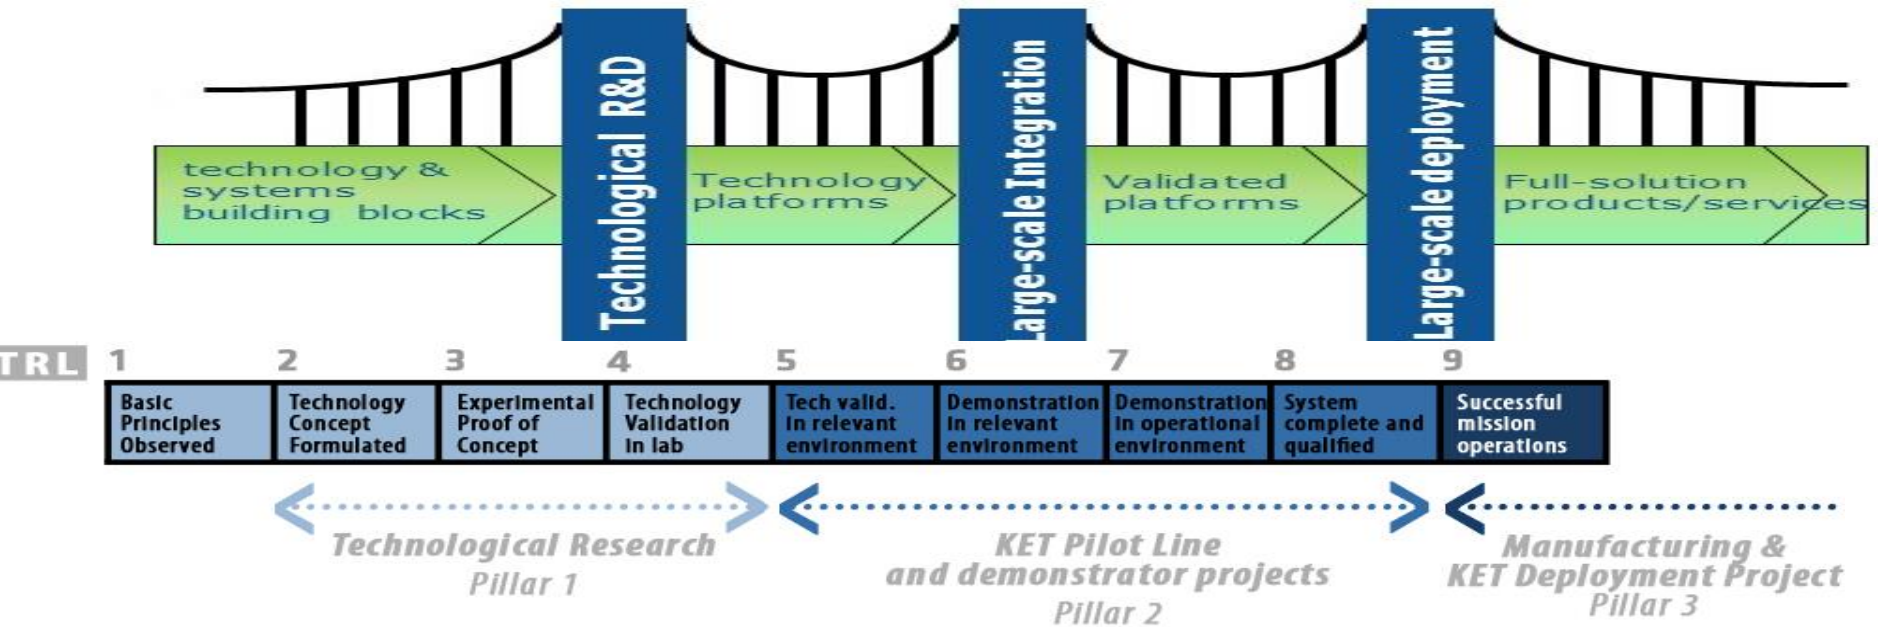 technology &
systems
building blocks
Technological R&D
Technology
platforms
Large-scale Integration
Validated
platforms
Large-scale deployment
Full-solution
products/services
TRL 1 2 3 4 5 6 7 8 9
Basic
Principles
Observed
Technology
Concept
Formulated
Experimental
Proof of
Concept
Technology
Validation
in lab
Tech valid.
in relevant
environment
Demonstration
in relevant
environment
Demonstration
in operational
environment
System
complete and
qualified
Successful
mission
operations
Technological Research
Pillar 1
KET Pilot Line
and demonstrator projects
Pillar 2
Manufacturing &
KET Deployment Project
Pillar 3